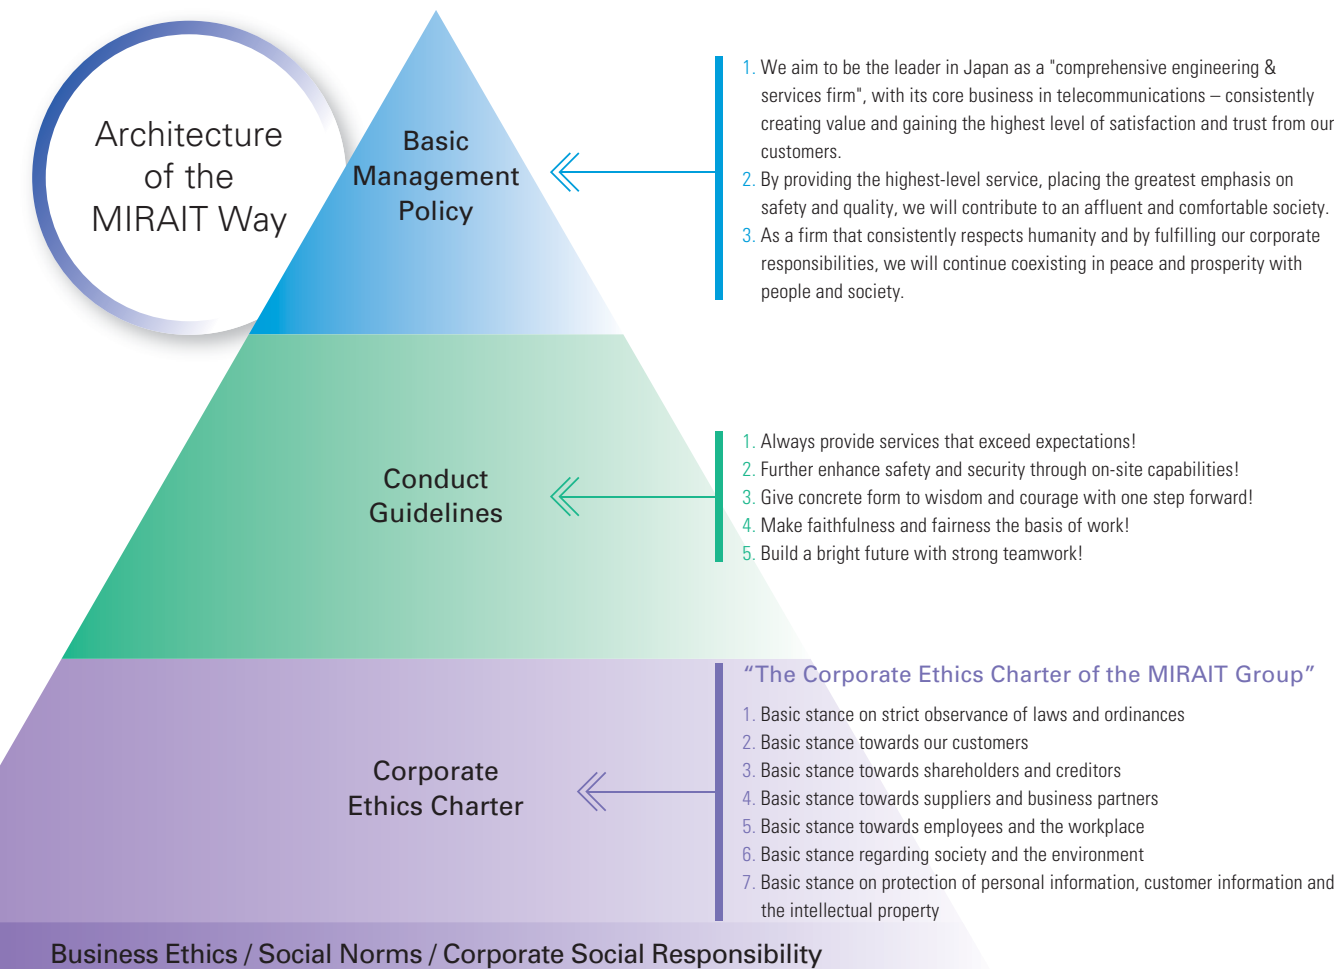 Architecture
of the
MIRAIT Way
Basic
Management
Policy
1. We aim to be the leader in Japan as a "comprehensive engineering &
services firm", with its core business in telecommunications – consistently
creating value and gaining the highest level of satisfaction and trust from our
customers.
2. By providing the highest-level service, placing the greatest emphasis on
safety and quality, we will contribute to an affluent and comfortable society.
3. As a firm that consistently respects humanity and by fulfilling our corporate
responsibilities, we will continue coexisting in peace and prosperity with
people and society.
Conduct
Guidelines
1. Always provide services that exceed expectations!
2. Further enhance safety and security through on-site capabilities!
3. Give concrete form to wisdom and courage with one step forward!
4. Make faithfulness and fairness the basis of work!
5. Build a bright future with strong teamwork!
Corporate
Ethics Charter
“The Corporate Ethics Charter of the MIRAIT Group”
1. Basic stance on strict observance of laws and ordinances
2. Basic stance towards our customers
3. Basic stance towards shareholders and creditors
4. Basic stance towards suppliers and business partners
5. Basic stance towards employees and the workplace
6. Basic stance regarding society and the environment
7. Basic stance on protection of personal information, customer information and
the intellectual property
Business Ethics / Social Norms / Corporate Social Responsibility